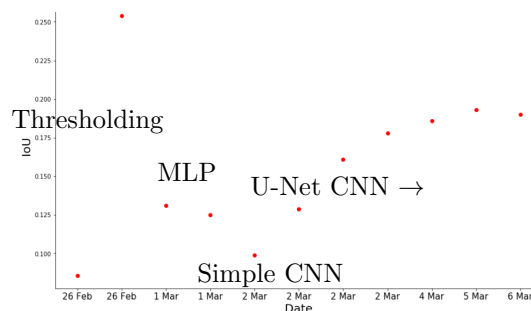 0.250
0.225
0.200
Thresholding
0.175
IoU
MLP
0.150
U-Net CNN →
0.125
0.100
Simple CNN
26 Feb 26 Feb 1 Mar 1 Mar 2 Mar 2 Mar 2 Mar 2 Mar 4 Mar 5 Mar 6 Mar
Date